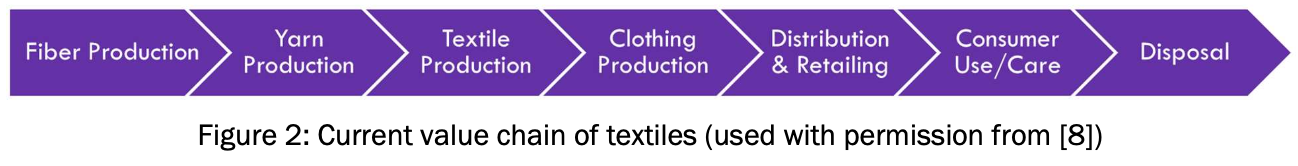 Fiber Production
Yarn
Production
Textile
Production
Clothing
Production
Distribution
& Retailing
Consumer
Use/Care
Disposal
Figure 2: Current value chain of textiles (used with permission from [8])